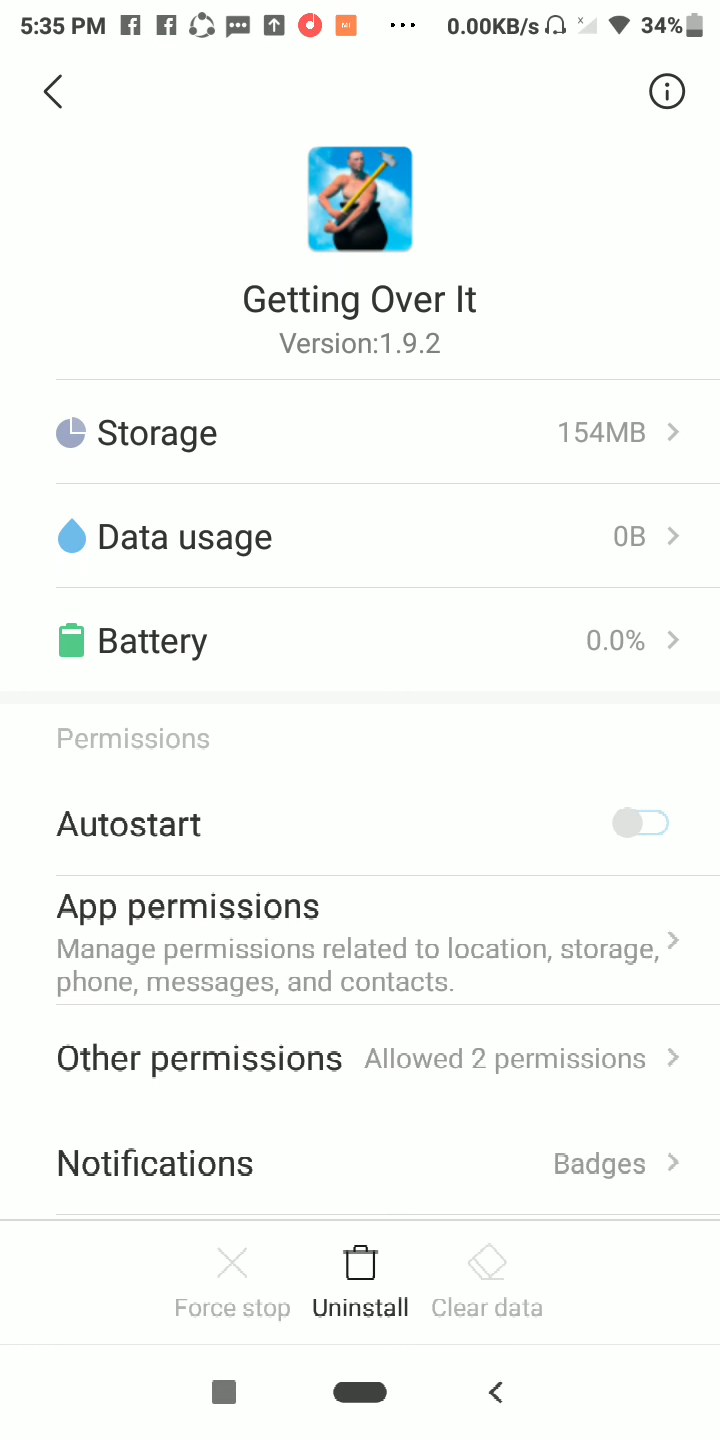 5:35 PM 0.00KB/s 34%
Getting Over It
Version:1.9.2
Storage 154MB
Data usage 0B
Battery 0.0%
Permissions
Autostart
App permissions
Manage permissions related to location, storage,
phone, messages, and contacts.
Other permissions Allowed 2 permissions
Notifications Badges
Force stop Uninstall Clear data